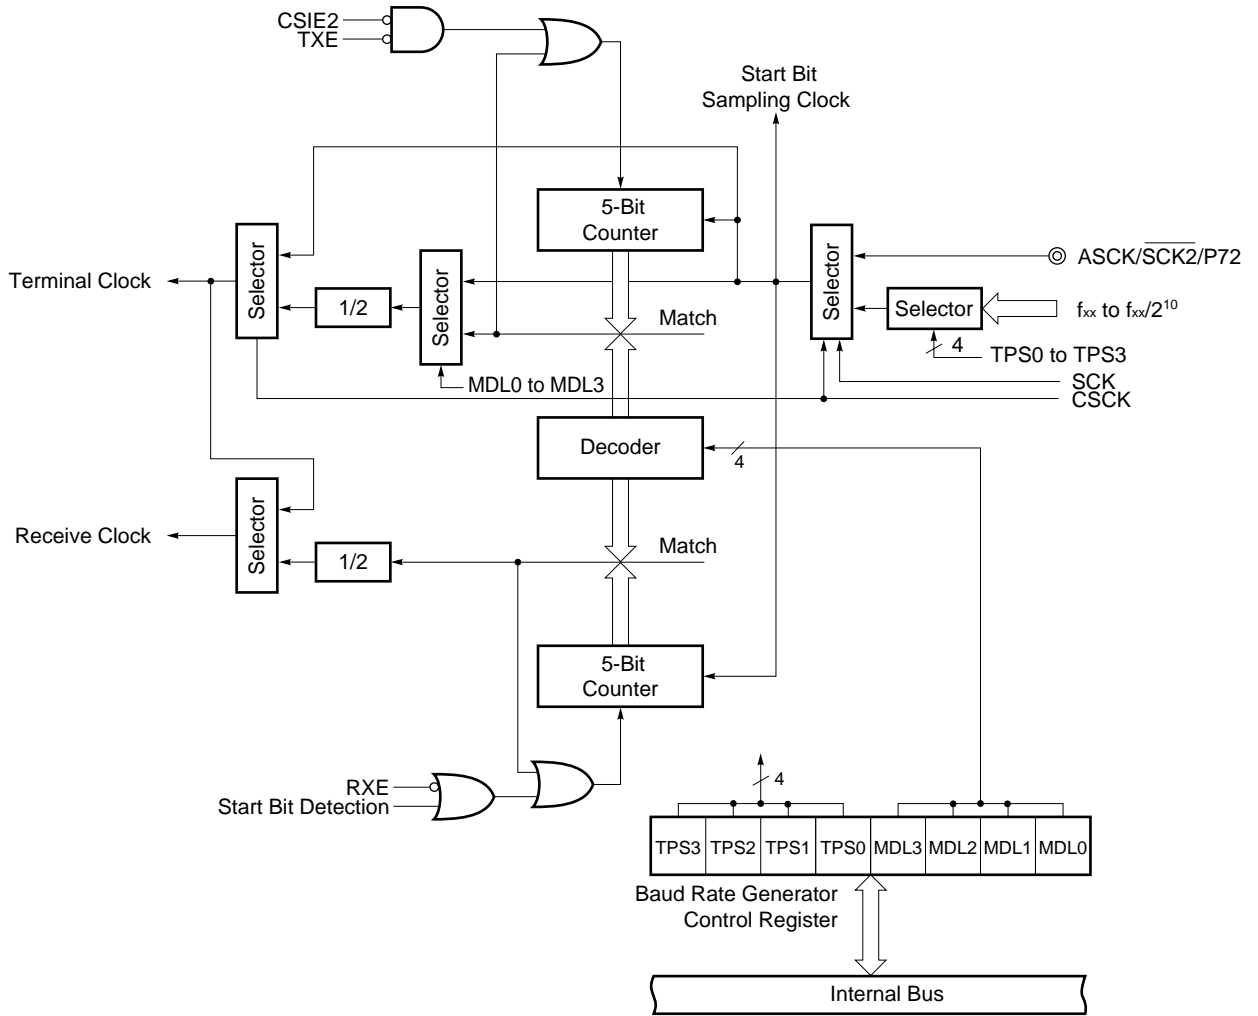 CSIE2
TXE
Start Bit
Sampling Clock
5-Bit
Counter
Selector
Selector
Selector
ASCK/SCK2/P72
Terminal Clock
1/2
Selector
fxx to fxx/2^10
Match
4
TPS0 to TPS3
MDL0 to MDL3
SCK
CSCK
Decoder
4
Selector
Receive Clock
1/2
Match
5-Bit
Counter
RXE
Start Bit Detection
4
TPS3 TPS2 TPS1 TPS0 MDL3 MDL2 MDL1 MDL0
Baud Rate Generator
Control Register
Internal Bus